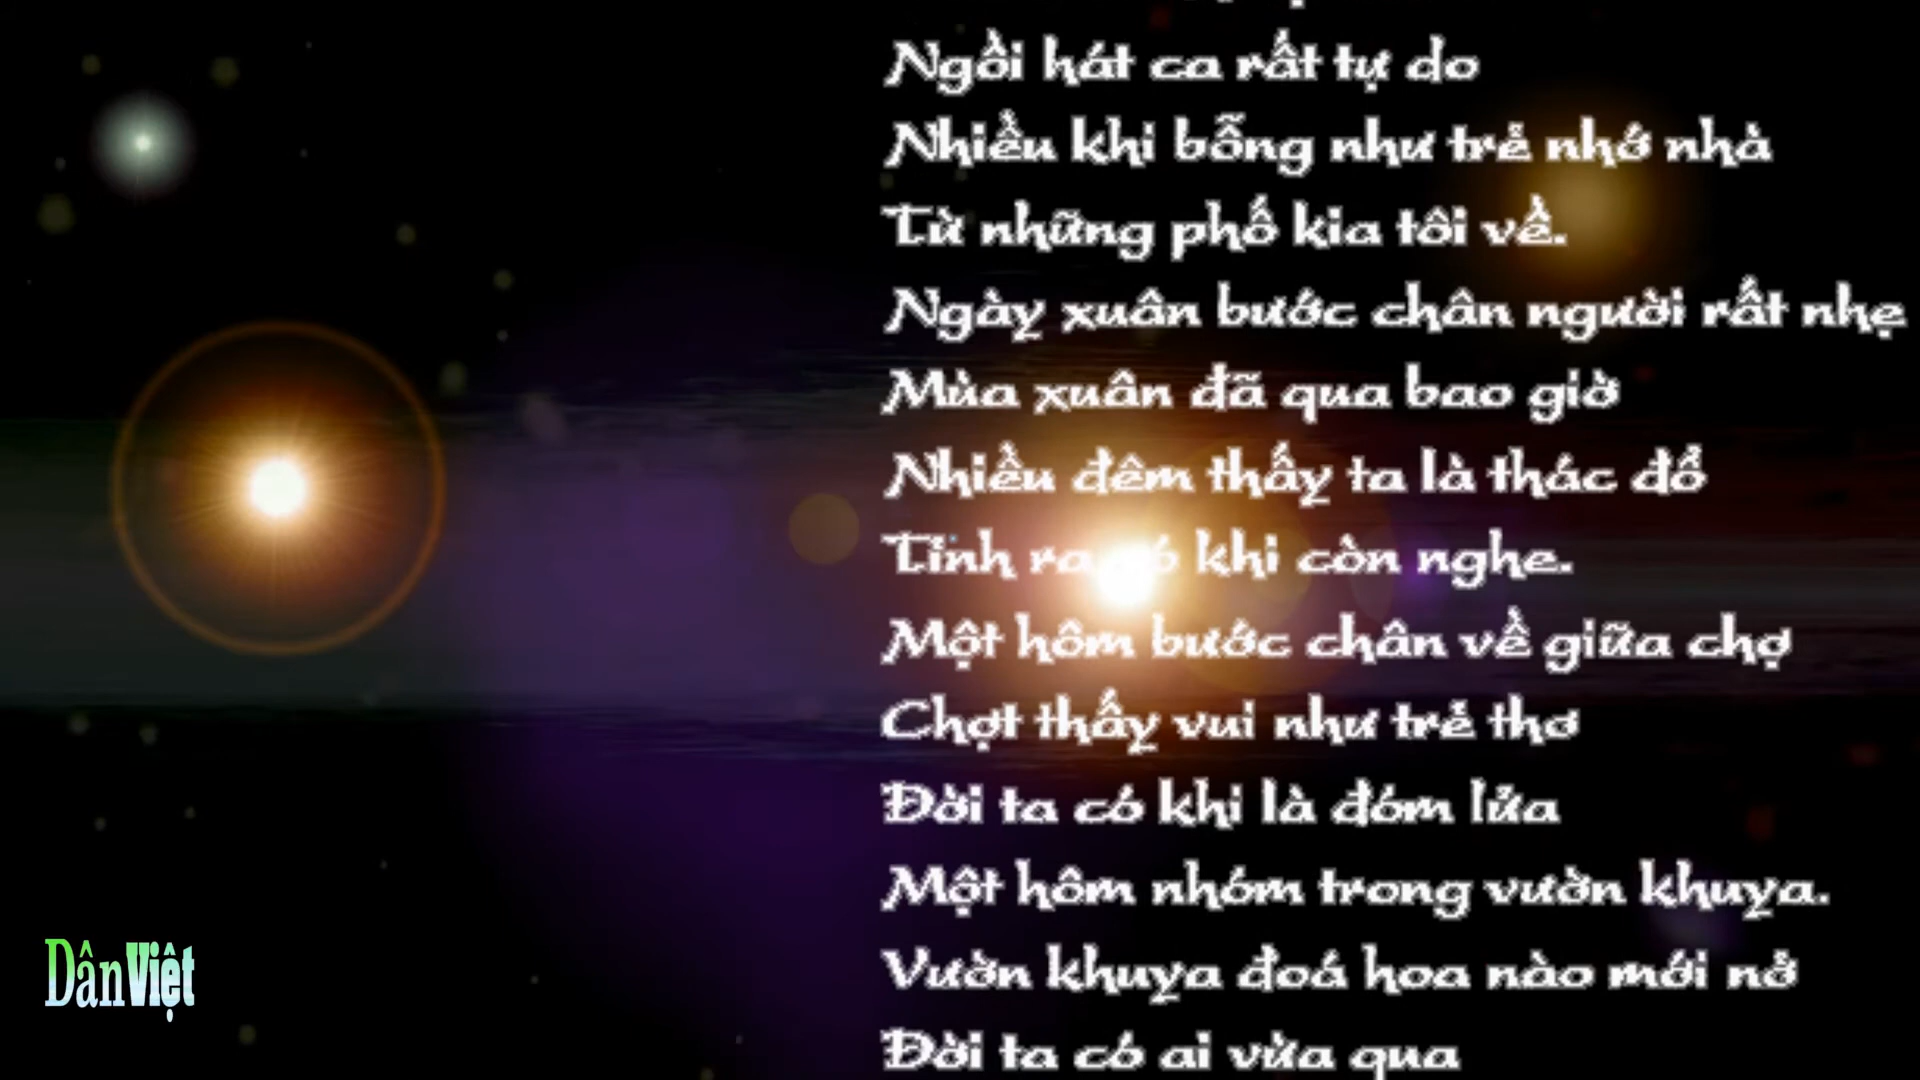 Ngồi hát ca rất tự do
Nhiều khi bỗng như trẻ nhớ nhà
Từ những phố kia tôi về.
Ngày xuân bước chân người rất nhẹ
Mùa xuân đã qua bao giờ
Nhiều đêm thấy ta là thác đổ
Tỉnh ra có khi còn nghe.
Một hôm bước chân về giữa chợ
Chợt thấy vui như trẻ thơ
Đời ta có khi là đóm lửa
Một hôm nhóm trong vườn khuya.
Vườn khuya đoá hoa nào mới nở
Đời ta có ai vừa qua
DânViệt